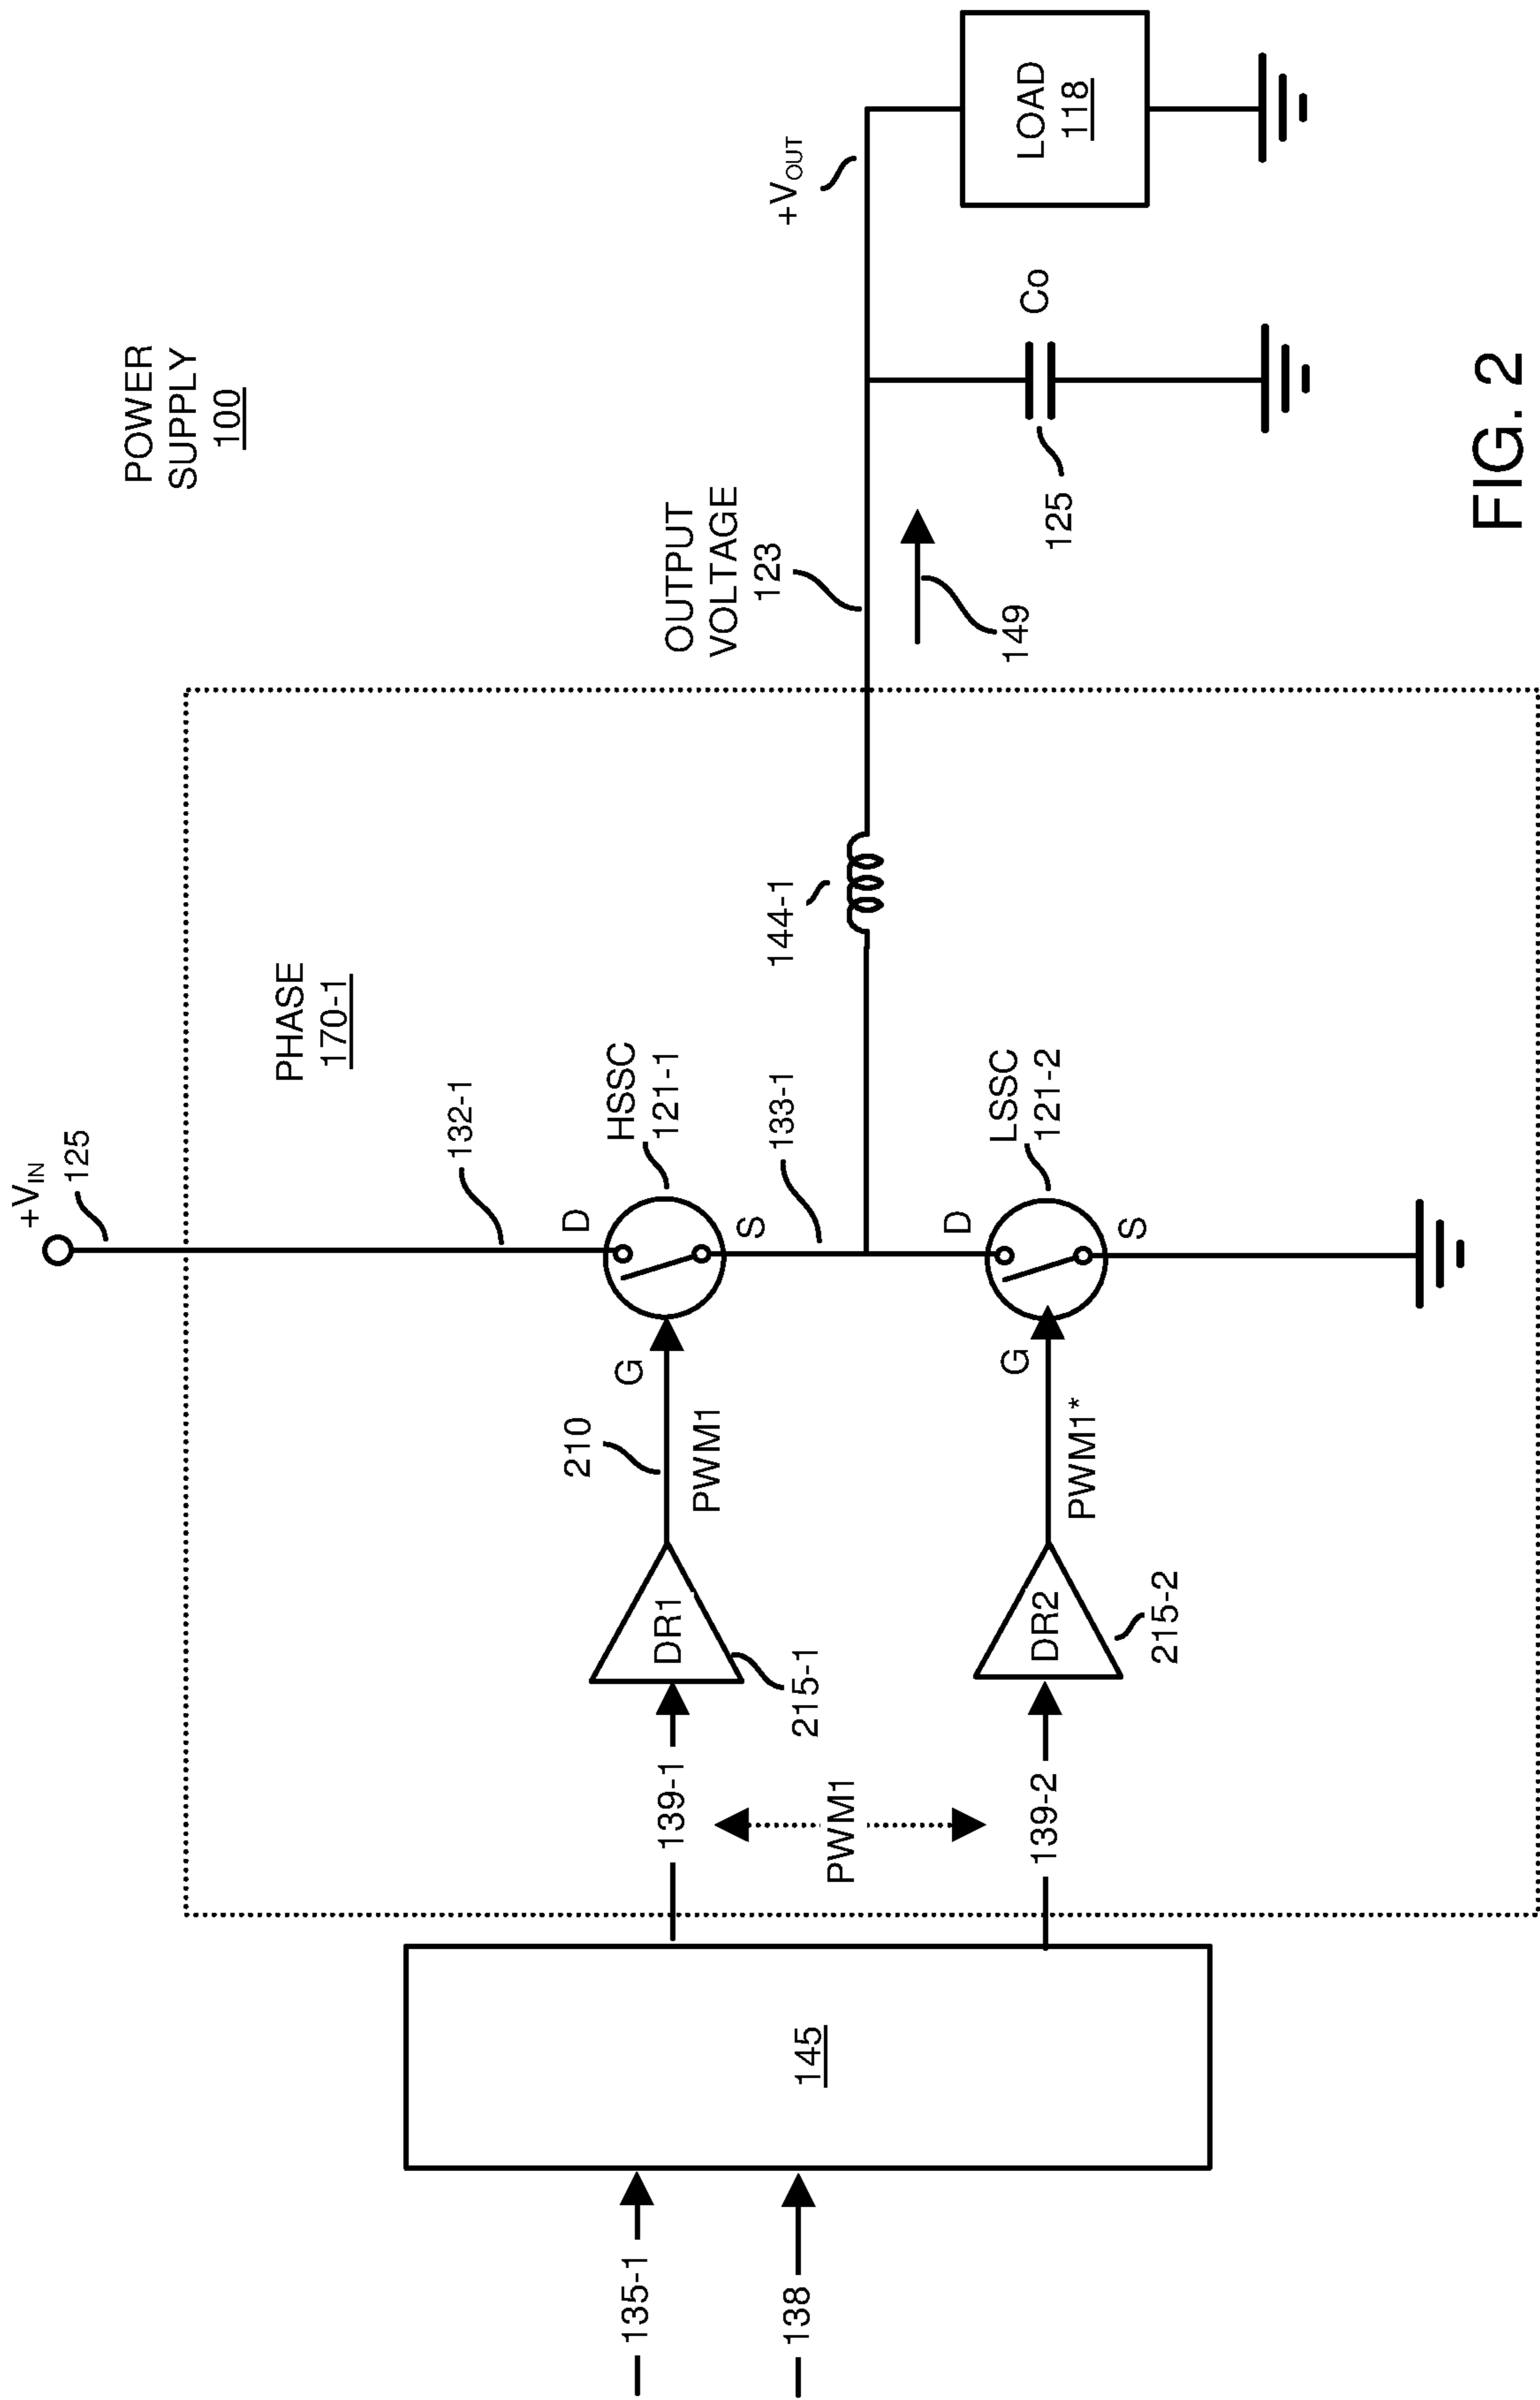 POWER
SUPPLY
100
+VIN
125
PHASE
170-1
132-1
HSSC
121-1
D
S
G
210
PWM1
DR1
215-1
139-1
PWM1
133-1
144-1
OUTPUT
VOLTAGE
123
149
+VOUT
LOAD
118
Co
125
LSSC
121-2
D
S
G
PWM1*
DR2
215-2
139-2
145
135-1
138
FIG. 2